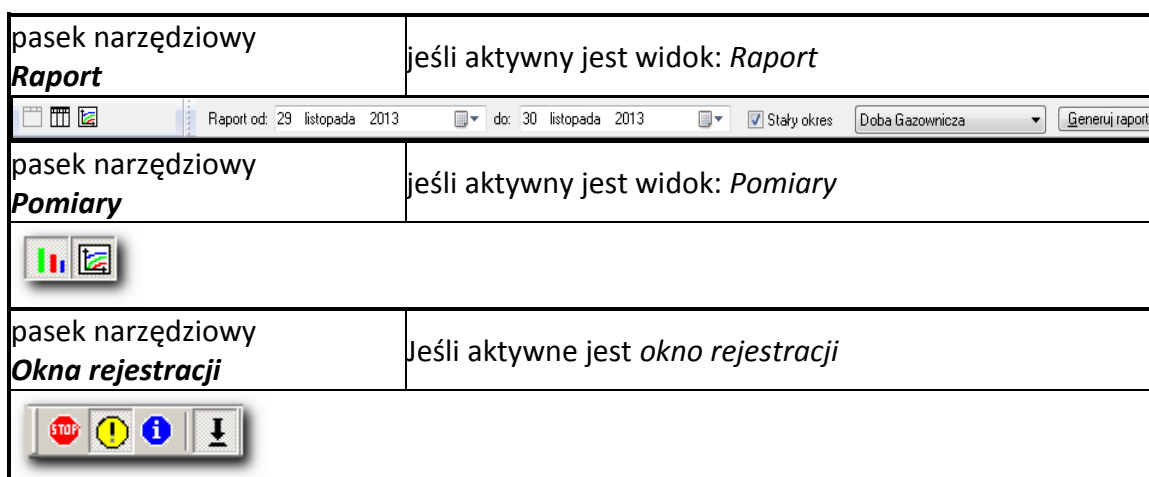 pasek narzędziowy
Raport
jeśli aktywny jest widok: Raport
Raport od: 29 listopada 2013 do: 30 listopada 2013 Stały okres Doba Gazownicza Generuj raport
pasek narzędziowy
Pomiary
jeśli aktywny jest widok: Pomiary
pasek narzędziowy
Okna rejestracji
Jeśli aktywne jest okno rejestracji
STOP